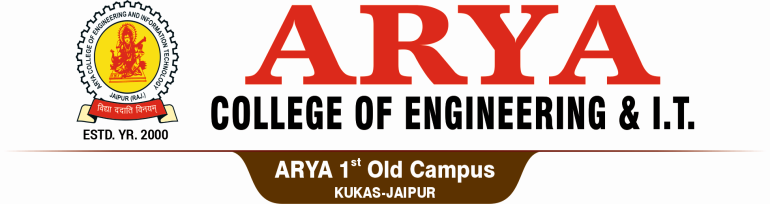 ARYA COLLEGE OF ENGINEERING AND INFORMATION TECHNOLOGY
JAIPUR (RAJ.)
विद्या ददाति विनयम्
ESTD. YR. 2000
ARYA
COLLEGE OF ENGINEERING & I.T.
ARYA 1st Old Campus
KUKAS-JAIPUR